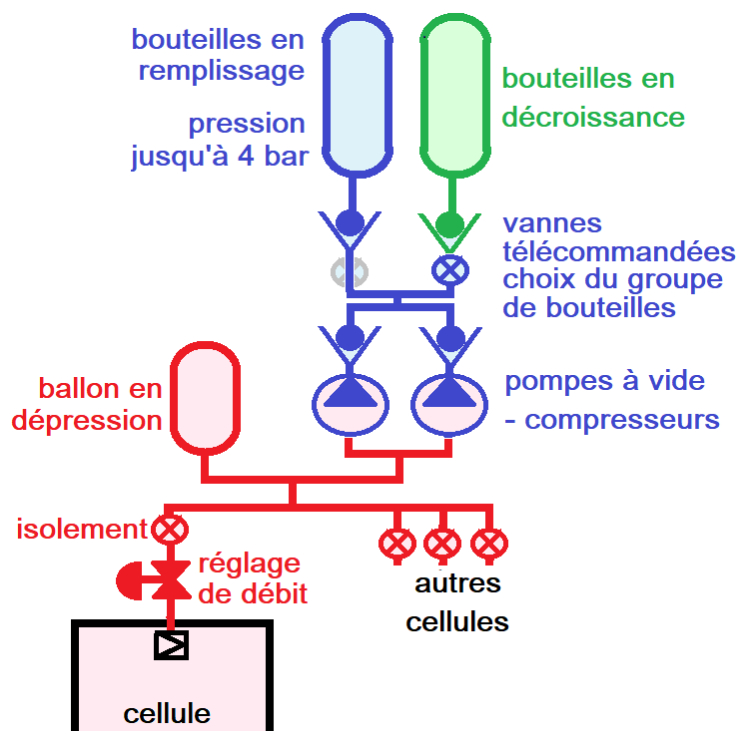 bouteilles en
remplissage
pression
jusqu'à 4 bar
bouteilles en
décroissance
vannes
télécommandées
choix du groupe
de bouteilles
ballon en
dépression
pompes à vide
- compresseurs
isolement
réglage
de débit
autres
cellules
cellule